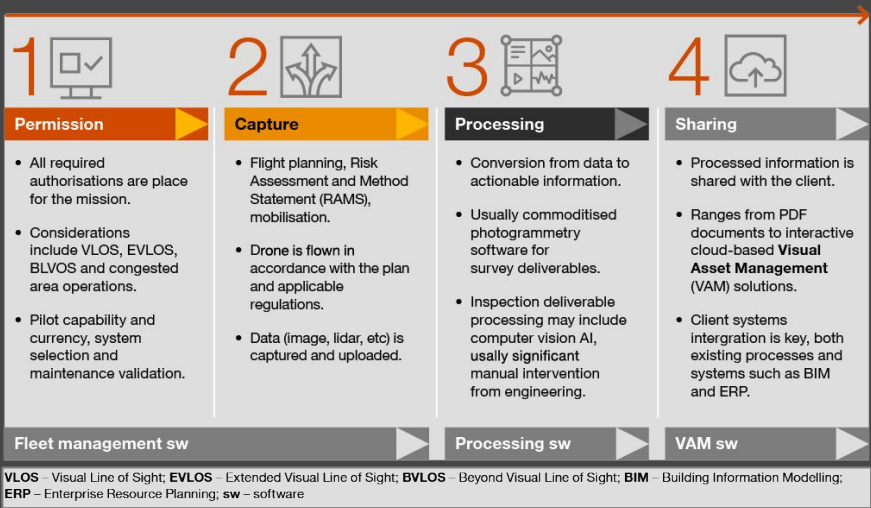 1
Permission
• All required
authorisations are place
for the mission.
• Considerations
include VLOS, EVLOS,
BLVOS and congested
area operations.
• Pilot capability and
currency, system
selection and
maintenance validation.
2
Capture
• Flight planning, Risk
Assessment and Method
Statement (RAMS),
mobilisation.
• Drone is flown in
accordance with the plan
and applicable
regulations.
• Data (image, lidar, etc) is
captured and uploaded.
Fleet management sw
3
Processing
• Conversion from data to
actionable information.
• Usually commoditised
photogrammetry
software for
survey deliverables.
• Inspection deliverable
processing may include
computer vision AI,
usally significant
manual intervention
from engineering.
Processing sw
4
Sharing
• Processed information is
shared with the client.
• Ranges from PDF
documents to interactive
cloud-based Visual
Asset Management
(VAM) solutions.
• Client systems
intergration is key, both
existing processes and
systems such as BIM
and ERP.
VAM sw
VLOS – Visual Line of Sight; EVLOS – Extended Visual Line of Sight; BVLOS – Beyond Visual Line of Sight; BIM – Building Information Modelling;
ERP – Enterprise Resource Planning; sw – software